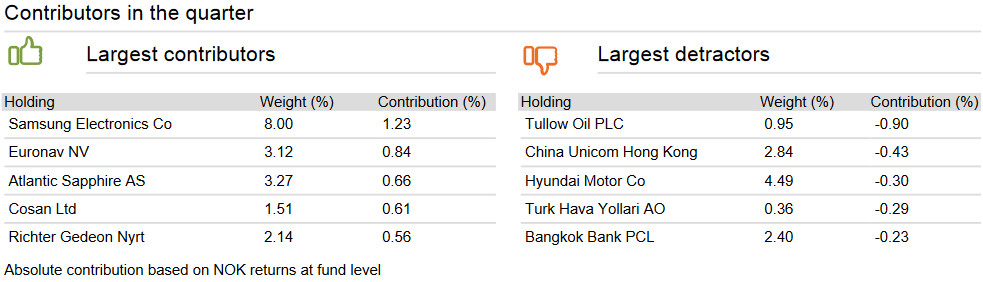 Contributors in the quarter
Largest contributors
Holding Weight (%) Contribution (%)
Samsung Electronics Co 8.00 1.23
Euronav NV 3.12 0.84
Atlantic Sapphire AS 3.27 0.66
Cosan Ltd 1.51 0.61
Richter Gedeon Nyrt 2.14 0.56
Largest detractors
Holding Weight (%) Contribution (%)
Tullow Oil PLC 0.95 -0.90
China Unicom Hong Kong 2.84 -0.43
Hyundai Motor Co 4.49 -0.30
Turk Hava Yollari AO 0.36 -0.29
Bangkok Bank PCL 2.40 -0.23
Absolute contribution based on NOK returns at fund level